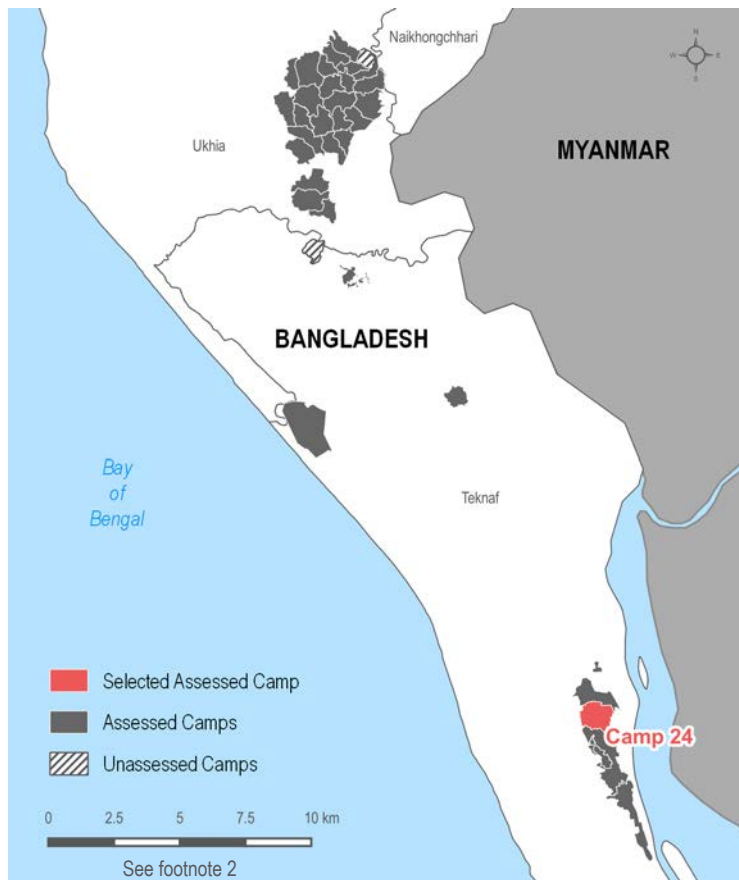 Naikhongchhari
N
W
E
S
Ukhia
MYANMAR
BANGLADESH
Bay
of
Bengal
Teknaf
Selected Assessed Camp
Assessed Camps
Unassessed Camps
Camp 24
0 2.5 5 7.5 10 km
See footnote 2